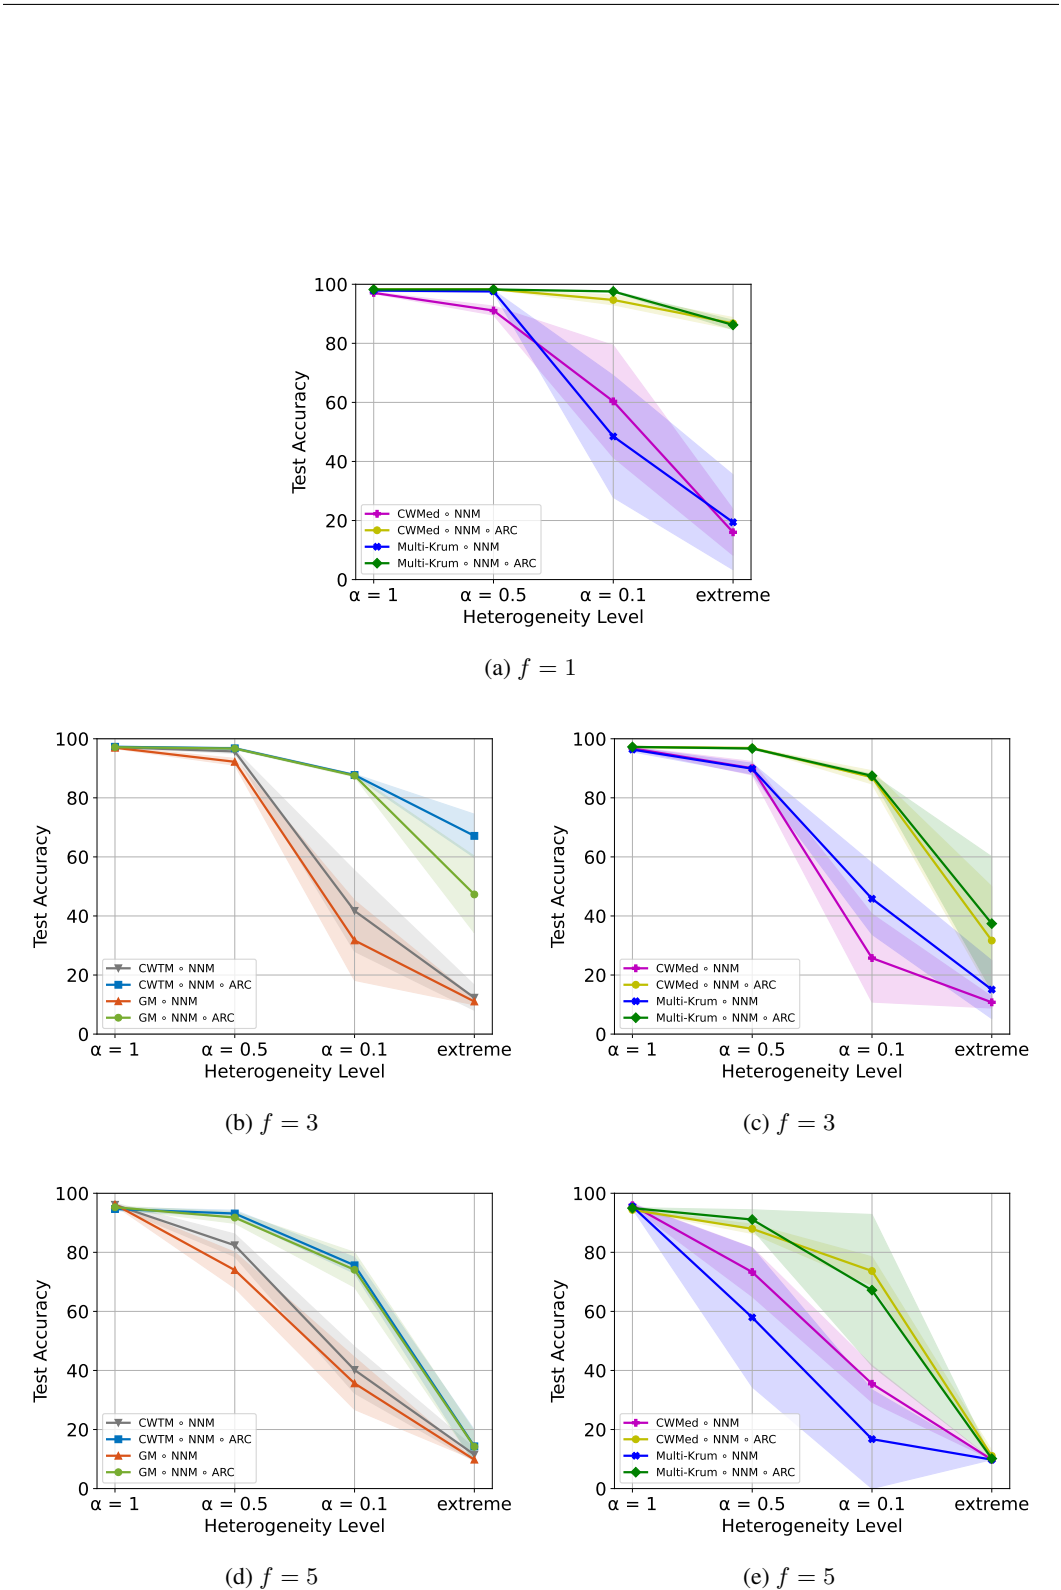 100
80
60
40
20
0
Test Accuracy
CWMed ∘ NNM
CWMed ∘ NNM ∘ ARC
Multi-Krum ∘ NNM
Multi-Krum ∘ NNM ∘ ARC
α = 1 α = 0.5 α = 0.1 extreme
Heterogeneity Level
(a) f = 1
100
80
60
40
20
0
Test Accuracy
CWTM ∘ NNM
CWTM ∘ NNM ∘ ARC
GM ∘ NNM
GM ∘ NNM ∘ ARC
α = 1 α = 0.5 α = 0.1 extreme
Heterogeneity Level
(b) f = 3
100
80
60
40
20
0
Test Accuracy
CWMed ∘ NNM
CWMed ∘ NNM ∘ ARC
Multi-Krum ∘ NNM
Multi-Krum ∘ NNM ∘ ARC
α = 1 α = 0.5 α = 0.1 extreme
Heterogeneity Level
(c) f = 3
100
80
60
40
20
0
Test Accuracy
CWTM ∘ NNM
CWTM ∘ NNM ∘ ARC
GM ∘ NNM
GM ∘ NNM ∘ ARC
α = 1 α = 0.5 α = 0.1 extreme
Heterogeneity Level
(d) f = 5
100
80
60
40
20
0
Test Accuracy
CWMed ∘ NNM
CWMed ∘ NNM ∘ ARC
Multi-Krum ∘ NNM
Multi-Krum ∘ NNM ∘ ARC
α = 1 α = 0.5 α = 0.1 extreme
Heterogeneity Level
(e) f = 5